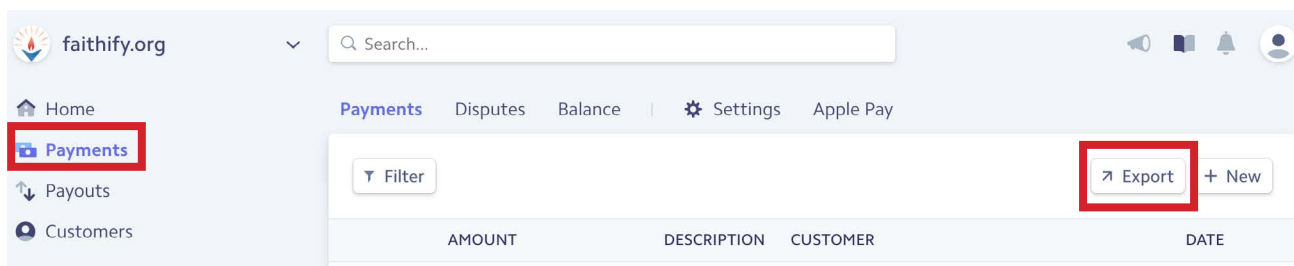 faithify.org
Search...
Home
Payments Disputes Balance Settings Apple Pay
Payments
Filter
Export
+ New
Payouts
Customers
AMOUNT DESCRIPTION CUSTOMER DATE